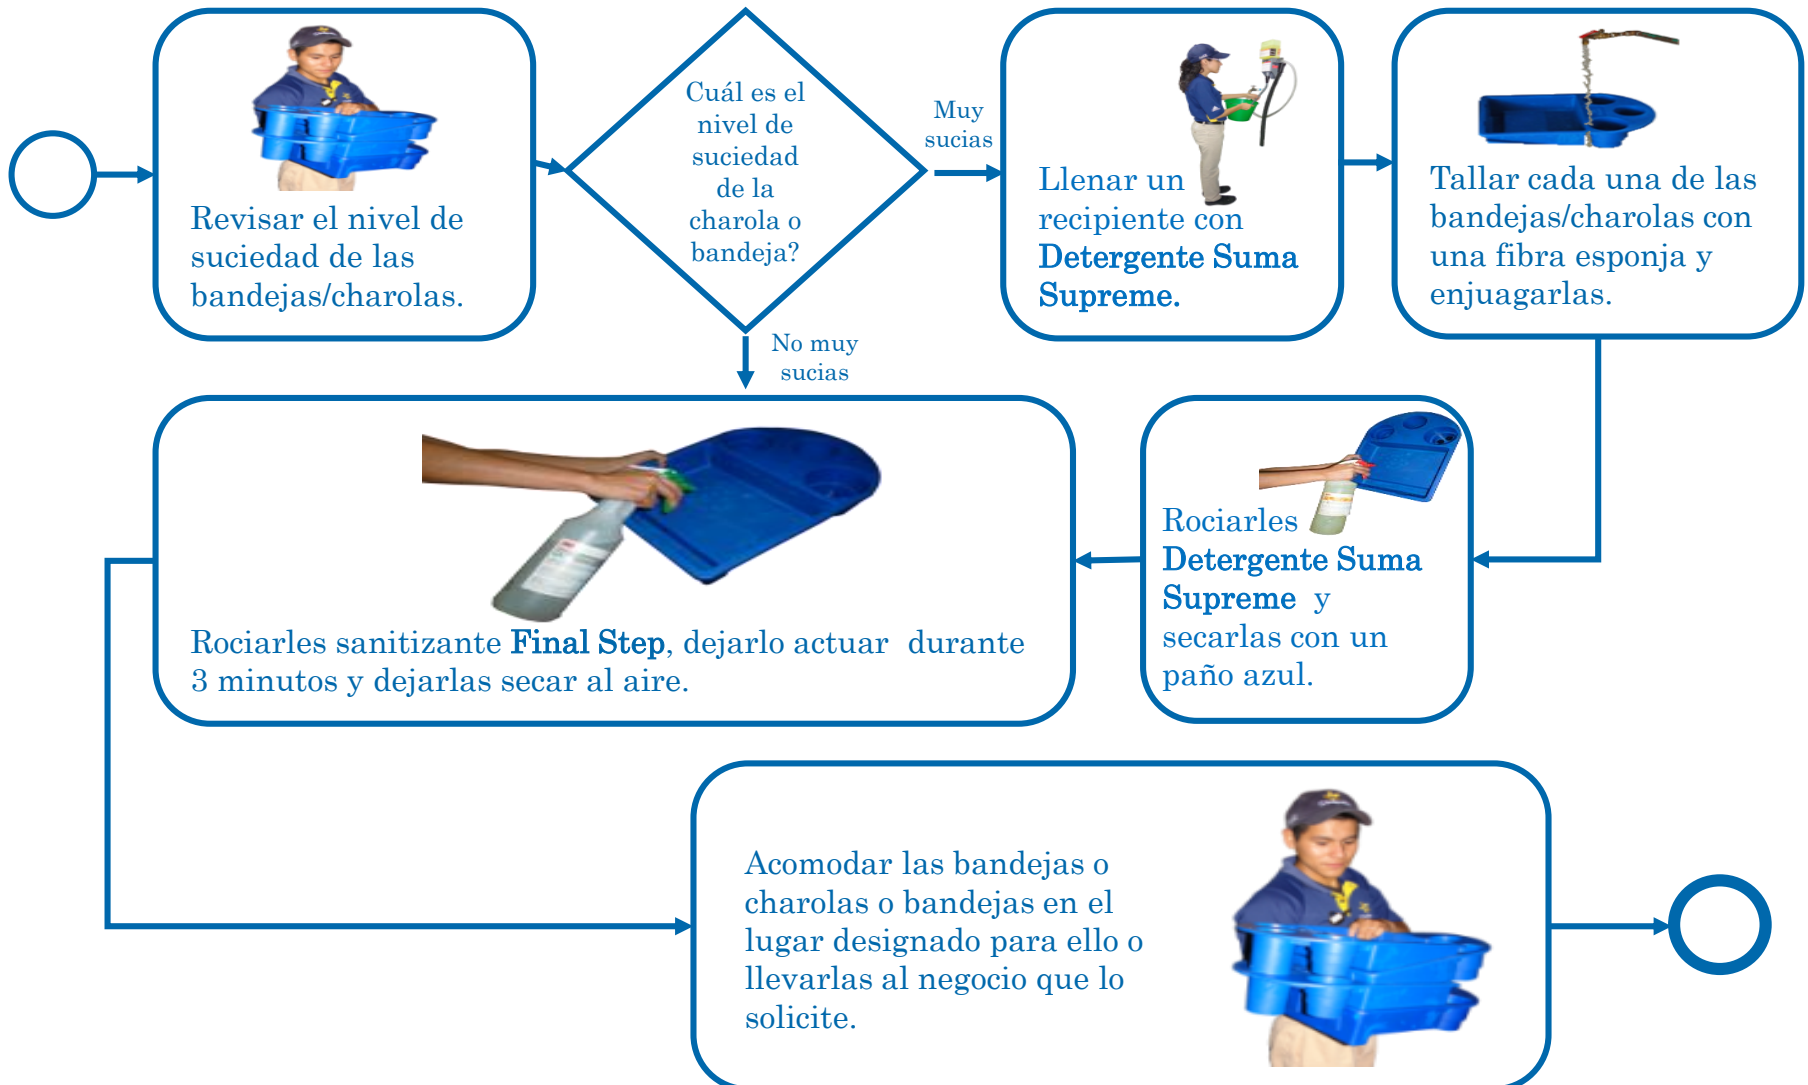 Revisar el nivel de
suciedad de las
bandejas/charolas.
Cuál es el
nivel de
suciedad
de la
charola o
bandeja?
Muy
sucias
Llenar un
recipiente con
Detergente Suma
Supreme.
Tallar cada una de las
bandejas/charolas con
una fibra esponja y
enjuagarlas.
No muy
sucias
Rociarles
Detergente Suma
Supreme y
secarlas con un
paño azul.
Rociarles sanitizante Final Step, dejarlo actuar durante
3 minutos y dejarlas secar al aire.
Acomodar las bandejas o
charolas o bandejas en el
lugar designado para ello o
llevarlas al negocio que lo
solicite.